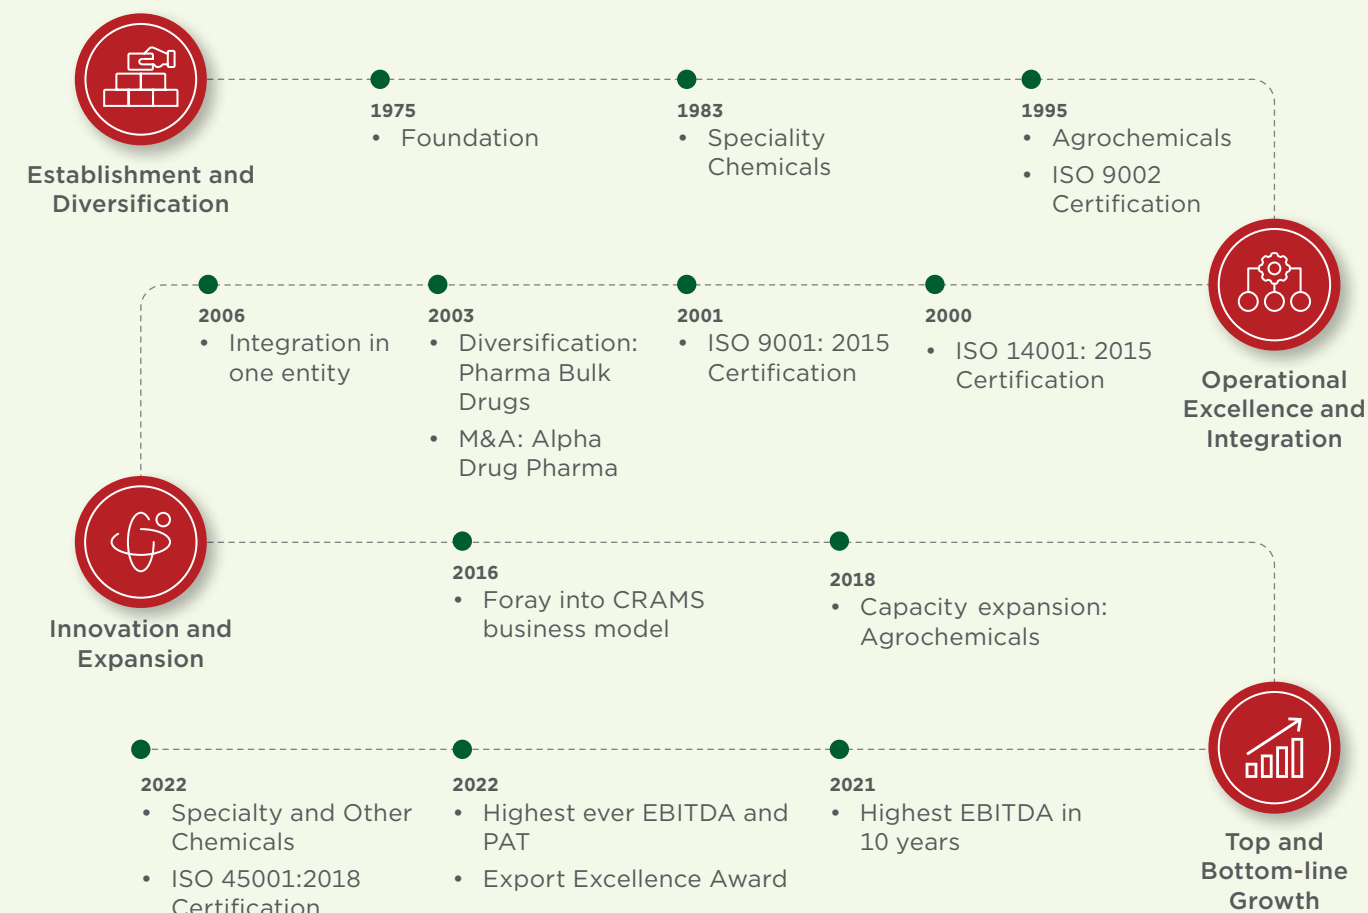 Establishment and
Diversification
1975
• Foundation
1983
• Speciality
Chemicals
1995
• Agrochemicals
• ISO 9002
Certification
Operational
Excellence and
Integration
2000
• ISO 14001: 2015
Certification
2001
• ISO 9001: 2015
Certification
2003
• Diversification:
Pharma Bulk
Drugs
• M&A: Alpha
Drug Pharma
2006
• Integration in
one entity
Innovation and
Expansion
2016
• Foray into CRAMS
business model
2018
• Capacity expansion:
Agrochemicals
Top and
Bottom-line
Growth
2021
• Highest EBITDA in
10 years
2022
• Highest ever EBITDA and
PAT
• Export Excellence Award
2022
• Specialty and Other
Chemicals
• ISO 45001:2018
Certification